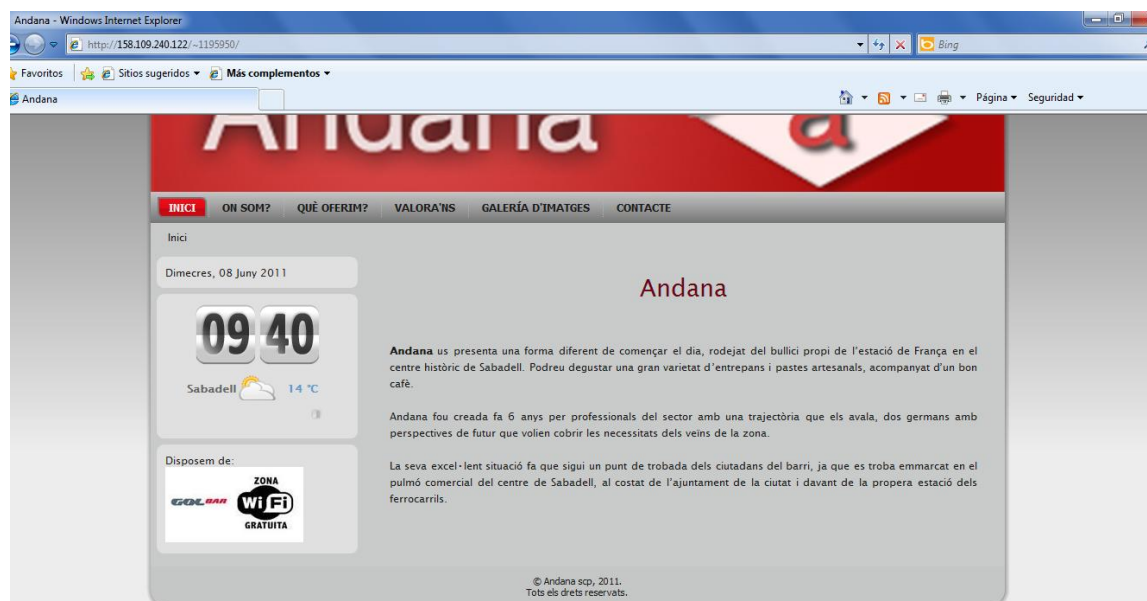 Andana - Windows Internet Explorer
http://158.109.240.122/~1195950/
Bing
Favoritos
Sitios sugeridos
Más complementos
Andana
Página
Seguridad
Andana
a
INICI ON SOM? QUÈ OFERIM? VALORA'NS GALERÍA D'IMATGES CONTACTE
Inici
Dimecres, 08 Juny 2011
09 40
Sabadell 14 °C
Disposem de:
GOLBAR
ZONA
Wi Fi
GRATUITA
Andana
Andana us presenta una forma diferent de començar el dia, rodejat del bullici propi de l'estació de França en el
centre històric de Sabadell. Podreu degustar una gran varietat d'entrepans i pastes artesanals, acompanyat d'un bon
cafè.
Andana fou creada fa 6 anys per professionals del sector amb una trajectòria que els avala, dos germans amb
perspectives de futur que volien cobrir les necessitats dels veïns de la zona.
La seva excel·lent situació fa que sigui un punt de trobada dels ciutadans del barri, ja que es troba emmarcat en el
pulmó comercial del centre de Sabadell, al costat de l'ajuntament de la ciutat i davant de la propera estació dels
ferrocarrils.
© Andana scp, 2011.
Tots els drets reservats.